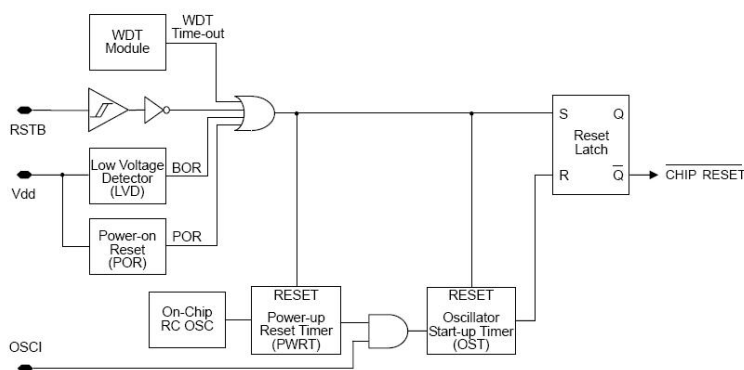 WDT
Time-out
WDT
Module
RSTB
S
Q
Reset
Latch
R
Q
CHIP RESET
Low Voltage
Detector
(LVD)
BOR
Vdd
Power-on
Reset
(POR)
POR
On-Chip
RC OSC
RESET
Power-up
Reset Timer
(PWRT)
RESET
Oscillator
Start-up Timer
(OST)
OSCI